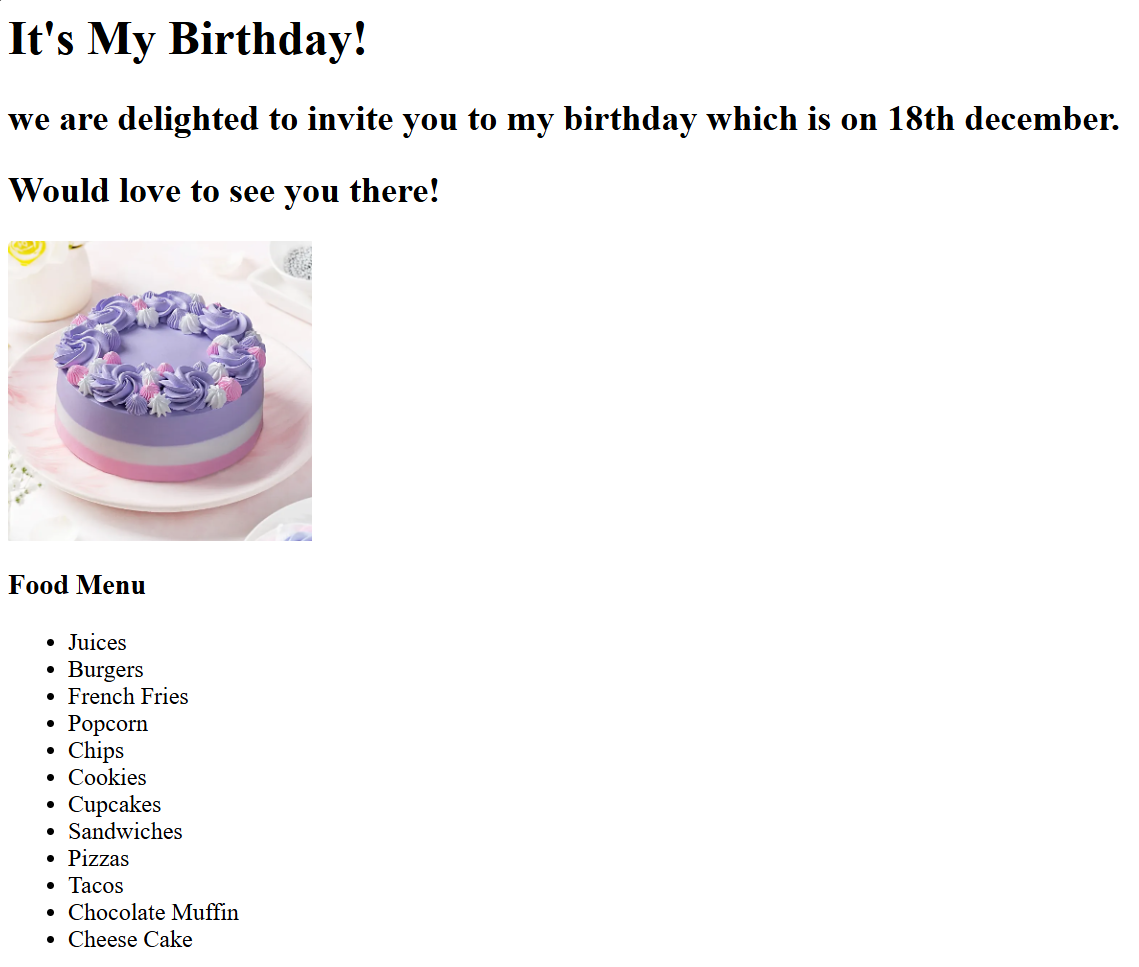 It's My Birthday!
we are delighted to invite you to my birthday which is on 18th december.
Would love to see you there!
Food Menu
• Juices
• Burgers
• French Fries
• Popcorn
• Chips
• Cookies
• Cupcakes
• Sandwiches
• Pizzas
• Tacos
• Chocolate Muffin
• Cheese Cake